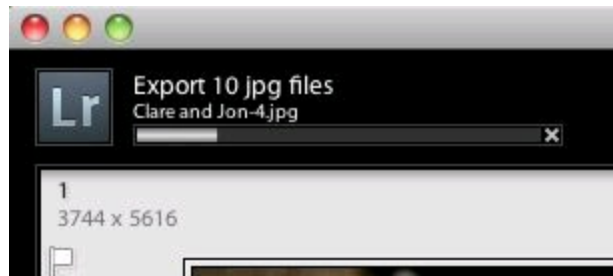 Lr
Export 10 jpg files
Clare and Jon-4.jpg
1
3744 x 5616